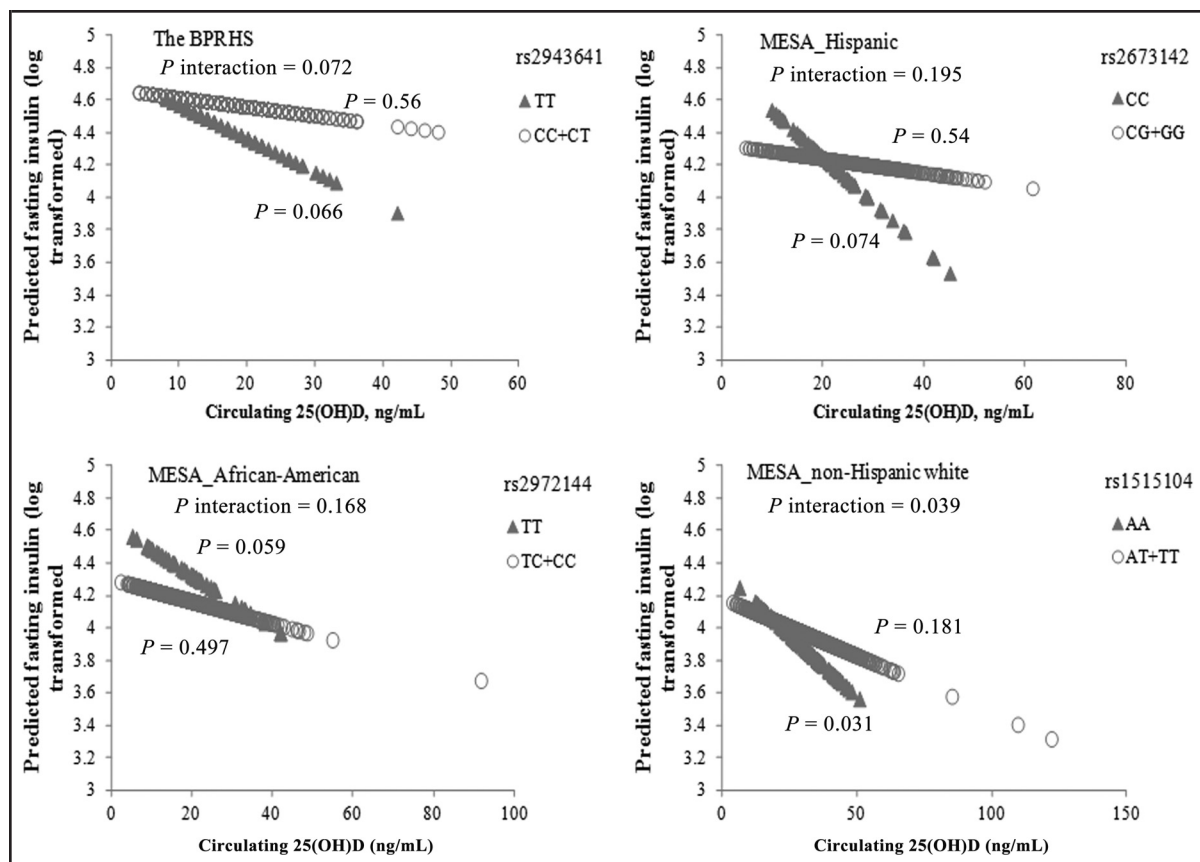 The BPRHS
rs2943641
P interaction = 0.072
P = 0.56
TT
CC+CT
P = 0.066
Predicted fasting insulin (log
transformed
5
4.8
4.6
4.4
4.2
4
3.8
3.6
3.4
3.2
3
0 10 20 30 40 50 60
Circulating 25(OH)D, ng/mL
MESA_Hispanic
rs2673142
P interaction = 0.195
CC
P = 0.54
CG+GG
P = 0.074
Predicted fasting insulin (log
transformed)
5
4.8
4.6
4.4
4.2
4
3.8
3.6
3.4
3.2
3
0 20 40 60 80
Circulating 25(OH)D, ng/mL
MESA_African-American
rs2972144
P interaction = 0.168
TT
P = 0.059
TC+CC
P = 0.497
Predicted fasting insulin (log
transformed
5
4.8
4.6
4.4
4.2
4
3.8
3.6
3.4
3.2
3
0 20 40 60 80 100
Circulating 25(OH)D (ng/mL)
MESA_non-Hispanic white
rs1515104
P interaction = 0.039
AA
AT+TT
P = 0.181
P = 0.031
Predicted fasting insulin (log
transformed
5
4.8
4.6
4.4
4.2
4
3.8
3.6
3.4
3.2
3
0 50 100 150
Circulating 25(OH)D (ng/mL)